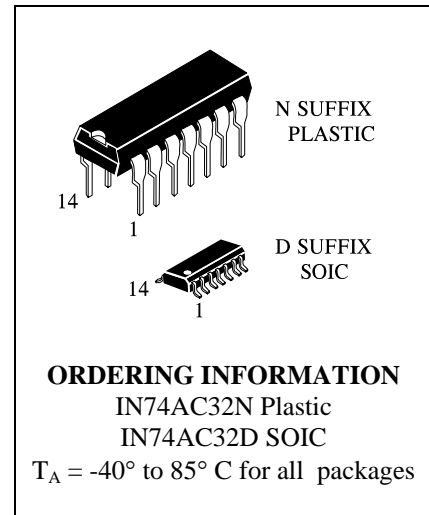 N SUFFIX
PLASTIC
14
1
D SUFFIX
SOIC
14
1
ORDERING INFORMATION
IN74AC32N Plastic
IN74AC32D SOIC
TA = -40° to 85° C for all packages